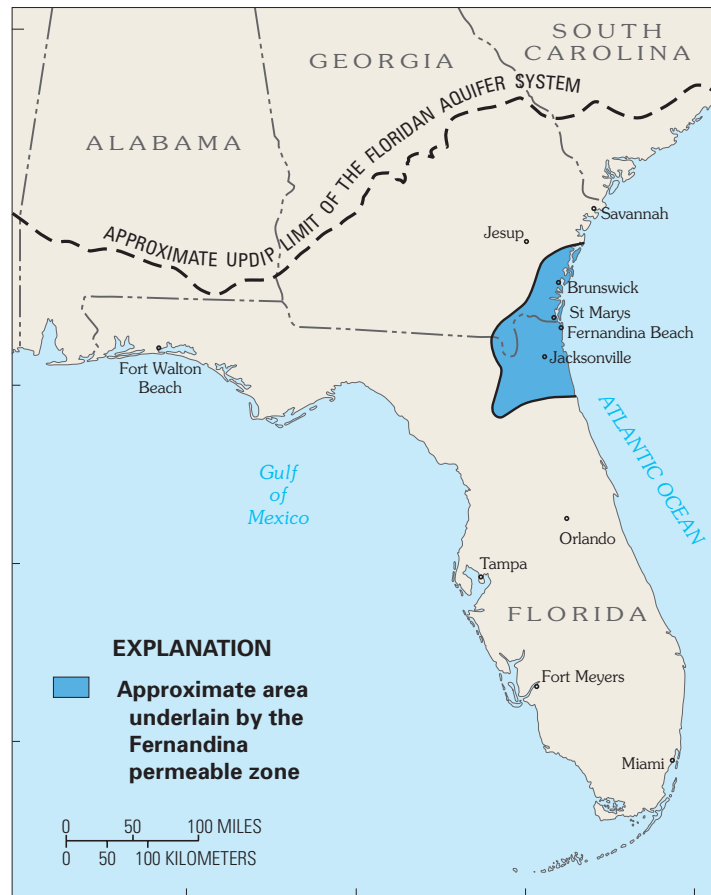 SOUTH
CAROLINA
GEORGIA
ALABAMA
APPROXIMATE UPDIP LIMIT OF THE FLORIDAN AQUIFER SYSTEM
Savannah
Jesup
Brunswick
St Marys
Fernandina Beach
Jacksonville
Fort Walton
Beach
ATLANTIC OCEAN
Gulf
of
Mexico
Orlando
Tampa
FLORIDA
Fort Meyers
Miami
EXPLANATION
Approximate area
underlain by the
Fernandina
permeable zone
0 50 100 MILES
0 50 100 KILOMETERS